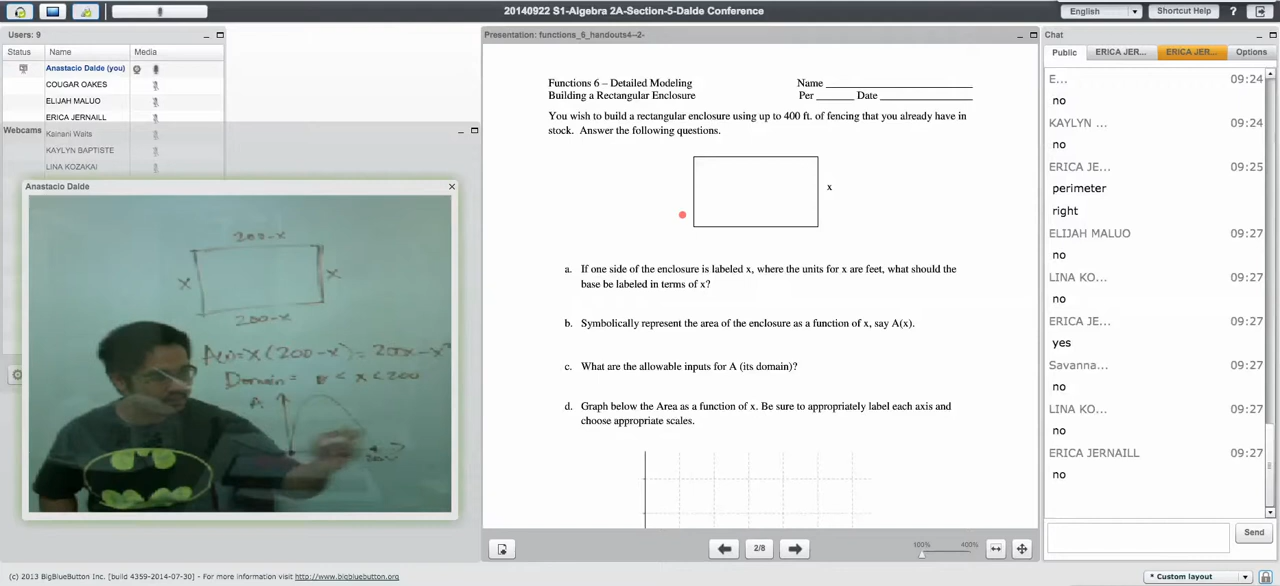 20140922 S1-Algebra 2A-Section-5-Dalde Conference
English
Shortcut Help
?
Users: 9
Status Name Media
Anastacio Dalde (you)
COUGAR OAKES
ELIJAH MALUO
ERICA JERNAILL
Kainani Waits
KAYLYN BAPTISTE
LINA KOZAKAI
Webcams
Anastacio Dalde
200-x
x
x
200-x
A(x)=x(200-x)=200x-x²
Domain = 0 < x < 200
A
Presentation: functions_6_handouts4--2-
Functions 6 – Detailed Modeling
Name
Building a Rectangular Enclosure
Per Date
You wish to build a rectangular enclosure using up to 400 ft. of fencing that you already have in
stock. Answer the following questions.
x
a. If one side of the enclosure is labeled x, where the units for x are feet, what should the
base be labeled in terms of x?
b. Symbolically represent the area of the enclosure as a function of x, say A(x).
c. What are the allowable inputs for A (its domain)?
d. Graph below the Area as a function of x. Be sure to appropriately label each axis and
choose appropriate scales.
2/8
100% 400%
Chat
Public ERICA JER... ERICA JER... Options
E... 09:24
no
KAYLYN ... 09:24
no
ERICA JE... 09:25
perimeter
right
ELIJAH MALUO 09:27
no
LINA KO... 09:27
no
ERICA JE... 09:27
yes
Savanna... 09:27
no
LINA KO... 09:27
no
ERICA JERNAILL 09:27
no
Send
(c) 2013 BigBlueButton Inc. [build 4359-2014-07-30] - For more information visit http://www.bigbluebutton.org
* Custom layout